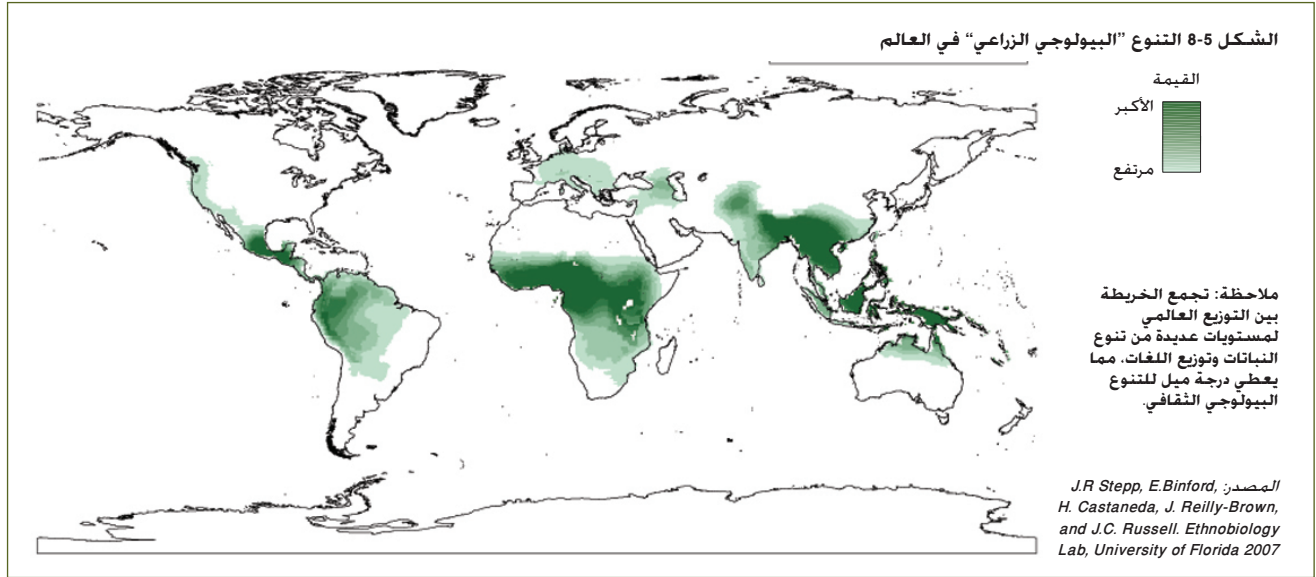 الشكل 5-8 التنوع "البيولوجي الزراعي" في العالم
القيمة
الأكبر
مرتفع
ملاحظة: تجمع الخريطة
بين التوزيع العالمي
لمستويات عديدة من تنوع
النباتات وتوزيع اللغات، مما
يعطي درجة ميل للتنوع
البيولوجي الثقافي.
المصدر: J.R Stepp, E.Binford,
H. Castaneda, J. Reilly-Brown,
and J.C. Russell. Ethnobiology
Lab, University of Florida 2007